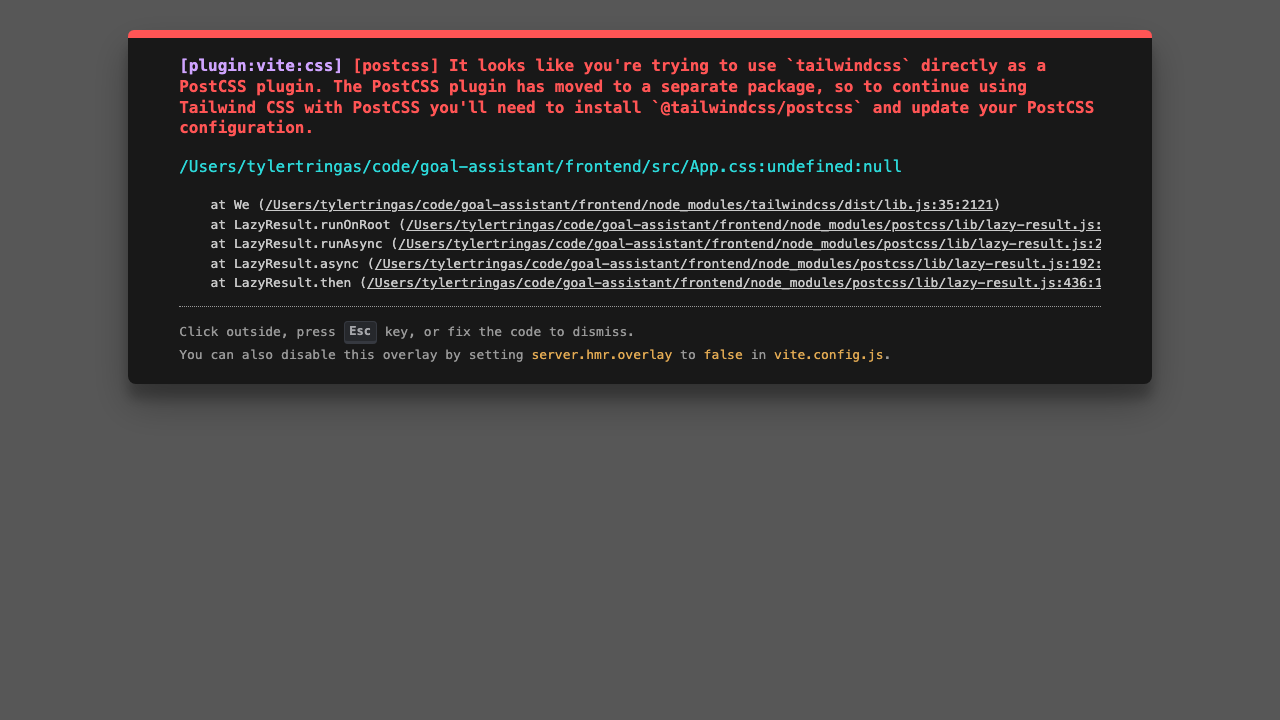 [plugin:vite:css] [postcss] It looks like you're trying to use `tailwindcss` directly as a
PostCSS plugin. The PostCSS plugin has moved to a separate package, so to continue using
Tailwind CSS with PostCSS you'll need to install `@tailwindcss/postcss` and update your PostCSS
configuration.
/Users/tylertringas/code/goal-assistant/frontend/src/App.css:undefined:null
at We (/Users/tylertringas/code/goal-assistant/frontend/node_modules/tailwindcss/dist/lib.js:35:2121)
at LazyResult.runOnRoot (/Users/tylertringas/code/goal-assistant/frontend/node_modules/postcss/lib/lazy-result.js:
at LazyResult.runAsync (/Users/tylertringas/code/goal-assistant/frontend/node_modules/postcss/lib/lazy-result.js:2
at LazyResult.async (/Users/tylertringas/code/goal-assistant/frontend/node_modules/postcss/lib/lazy-result.js:192:
at LazyResult.then (/Users/tylertringas/code/goal-assistant/frontend/node_modules/postcss/lib/lazy-result.js:436:1
Click outside, press Esc key, or fix the code to dismiss.
You can also disable this overlay by setting server.hmr.overlay to false in vite.config.js.